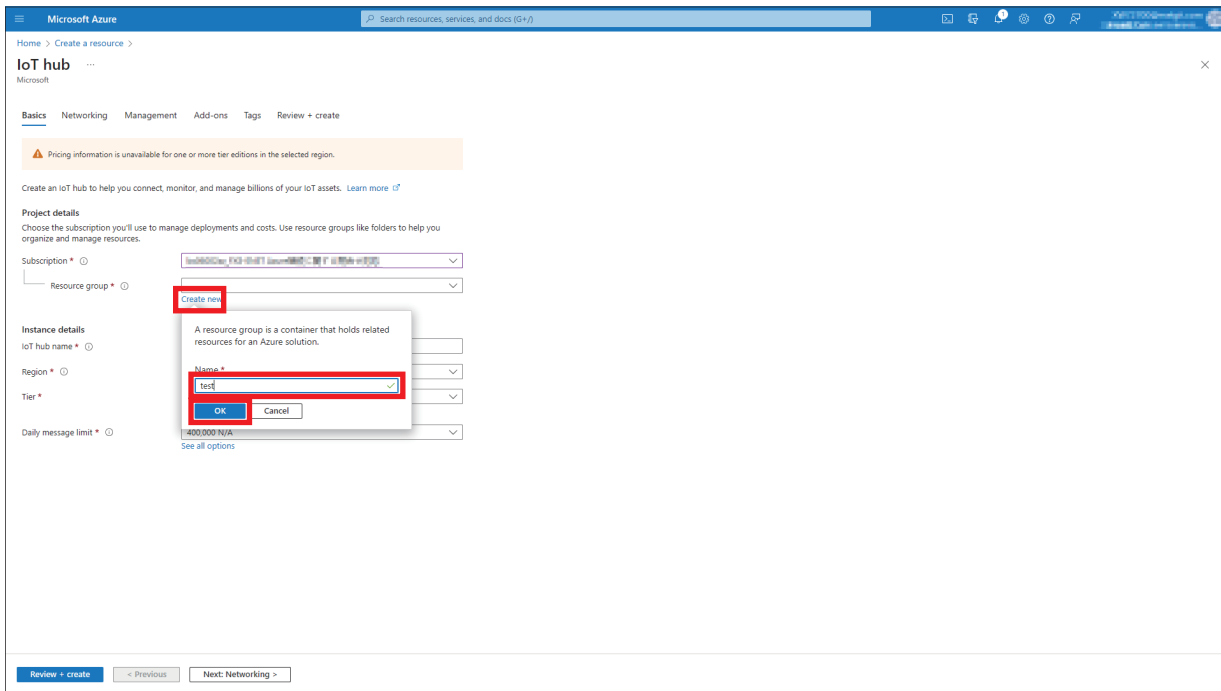 Microsoft Azure
Search resources, services, and docs (G+/)
1
Home > Create a resource >
IoT hub ...
Microsoft
Basics Networking Management Add-ons Tags Review + create
Pricing information is unavailable for one or more tier editions in the selected region.
Create an IoT hub to help you connect, monitor, and manage billions of your IoT assets. Learn more
Project details
Choose the subscription you'll use to manage deployments and costs. Use resource groups like folders to help you
organize and manage resources.
Subscription *
Resource group *
Create new
A resource group is a container that holds related
resources for an Azure solution.
Name *
test
OK Cancel
Instance details
IoT hub name *
Region *
Tier *
Daily message limit * 400,000 N/A
See all options
Review + create < Previous Next: Networking >